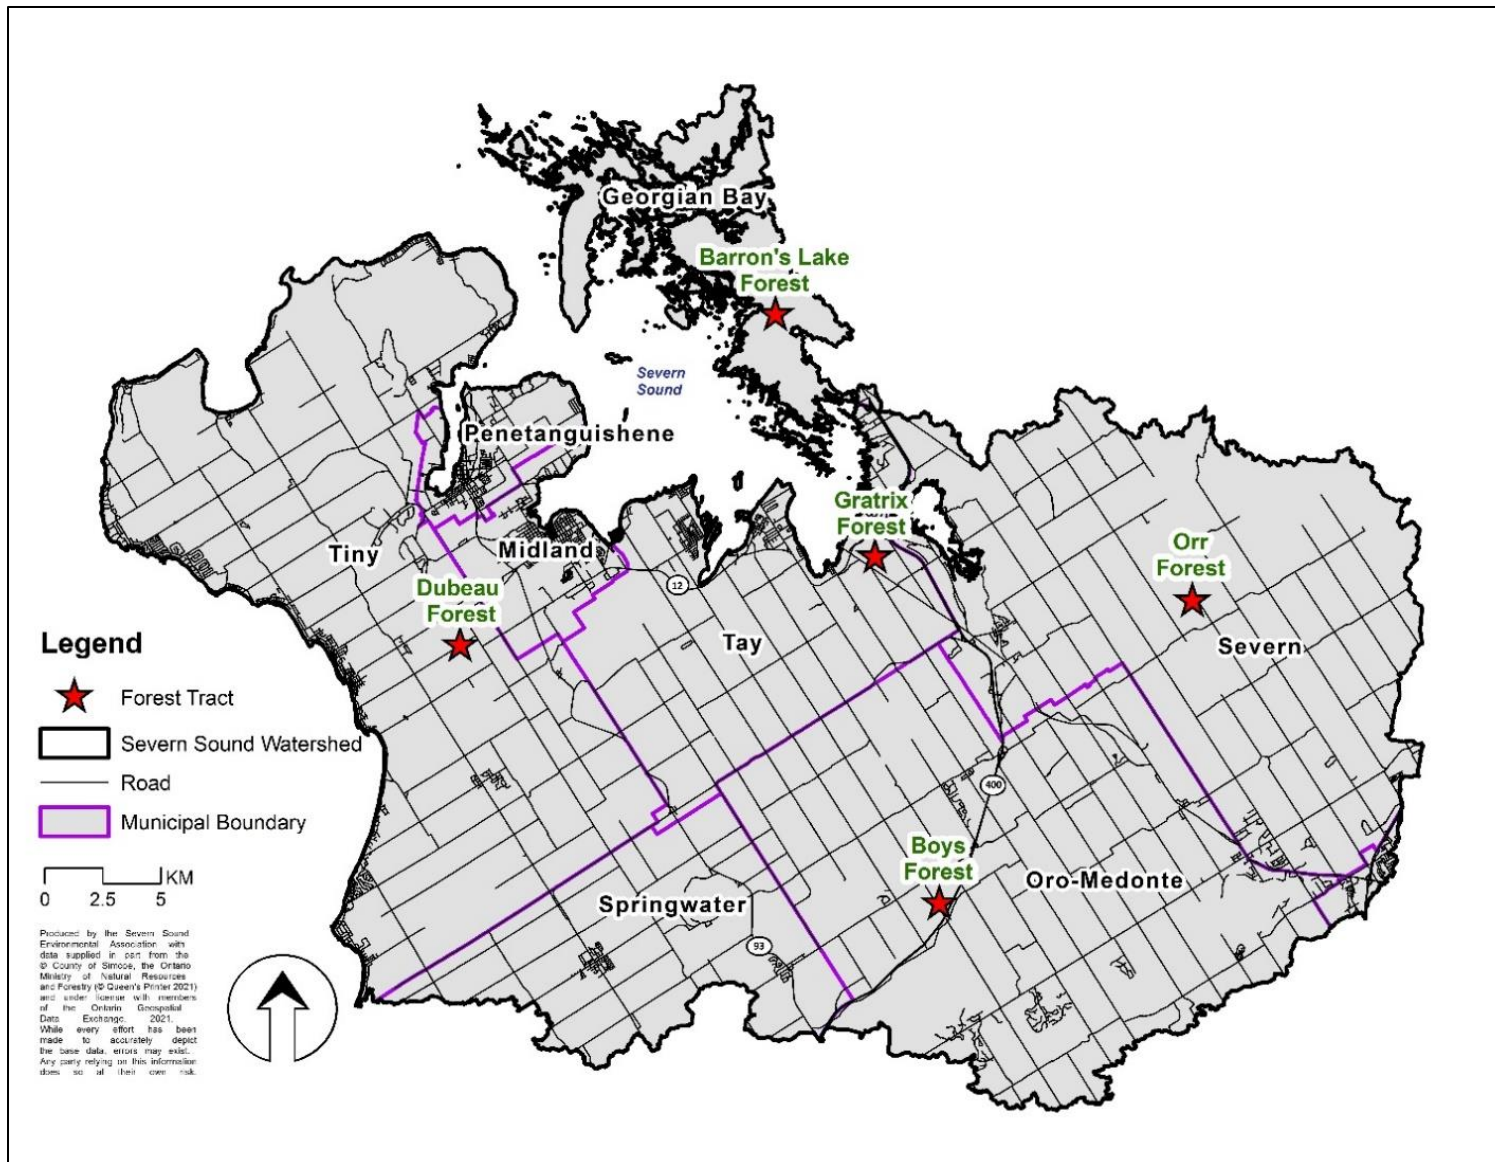 Georgian Bay
Barron's Lake
Forest
Severn
Sound
Penetanguishene
Gratrix
Forest
Tiny
Midland
Orr
Forest
Dubeau
Forest
12
Tay
Severn
Legend
Forest Tract
Severn Sound Watershed
Road
Municipal Boundary
400
Boys
Forest
Oro-Medonte
Springwater
93
KM
0 2.5 5
Produced by the Severn Sound
Environmental Association with
data supplied in part from the
© County of Simcoe, the Ontario
Ministry of Natural Resources
and Forestry (© Queen's Printer 2021)
and under license with members
of the Ontario Geospatial
Data Exchange, 2021.
While every effort has been
made to accurately depict
the base data, errors may exist.
Any party relying on this information
does so at their own risk.